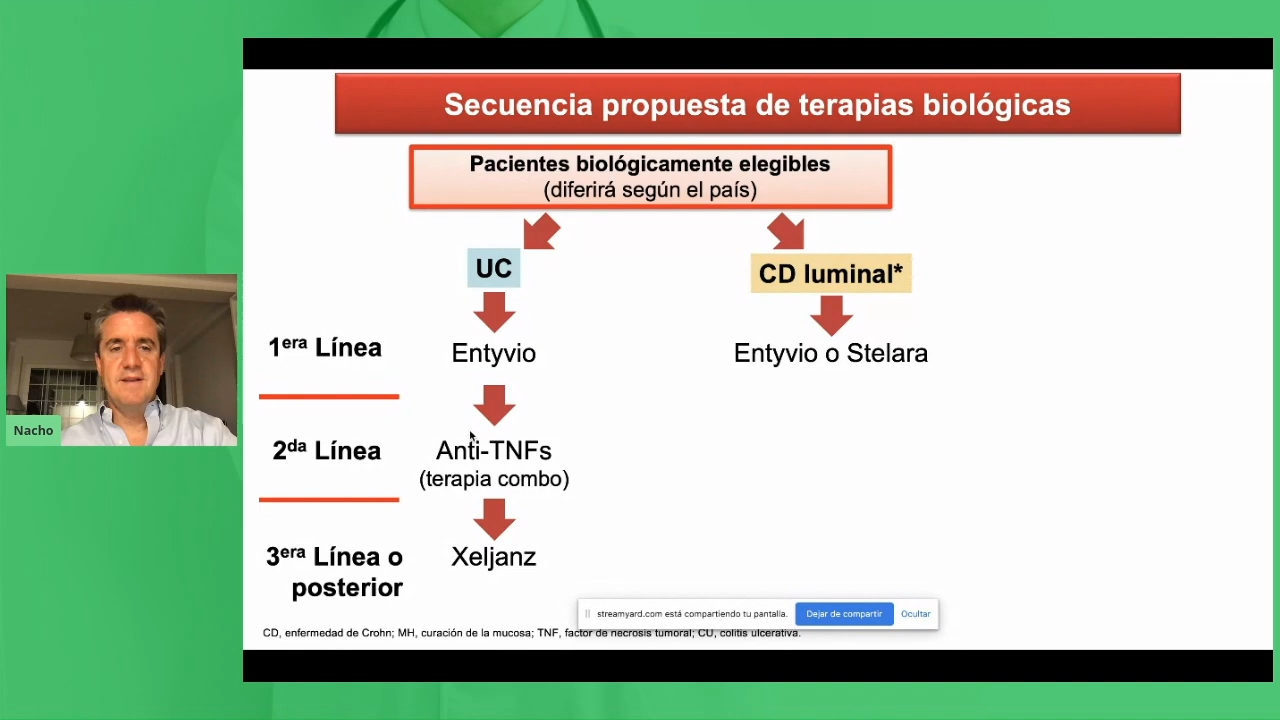 Secuencia propuesta de terapias biológicas
Pacientes biológicamente elegibles
(diferirá según el país)
UC
CD luminal*
1era Línea
Entyvio
Entyvio o Stelara
2da Línea
Anti-TNFs
(terapia combo)
3era Línea o
posterior
Xeljanz
Nacho
streamyard.com está compartiendo tu pantalla.
Dejar de compartir
Ocultar
CD, enfermedad de Crohn; MH, curación de la mucosa; TNF, factor de necrosis tumoral; CU, colitis ulcerativa.